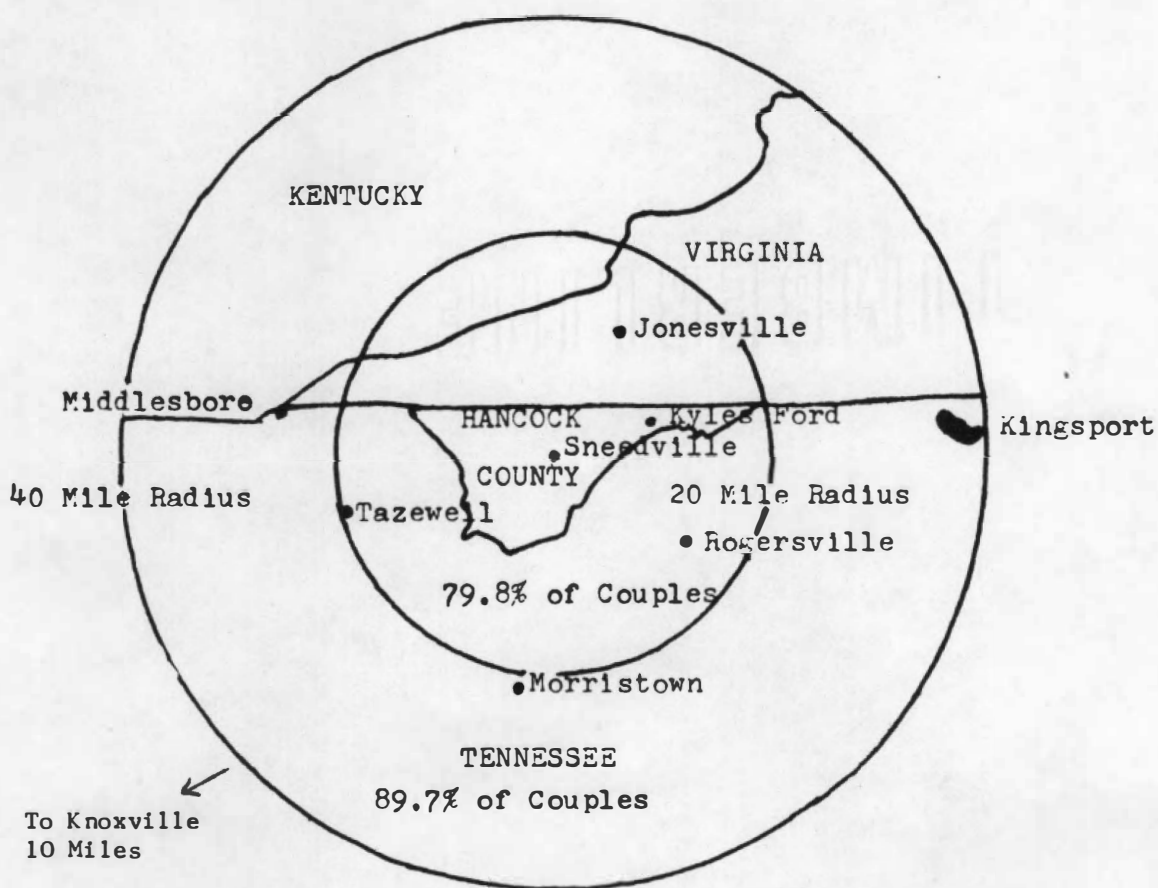 KENTUCKY
VIRGINIA
Jonesville
Middlesboro
HANCOCK
Kyles Ford
Kingsport
Sneedville
COUNTY
40 Mile Radius
20 Mile Radius
Tazewell
Rogersville
79.8% of Couples
Morristown
TENNESSEE
89.7% of Couples
To Knoxville
10 Miles